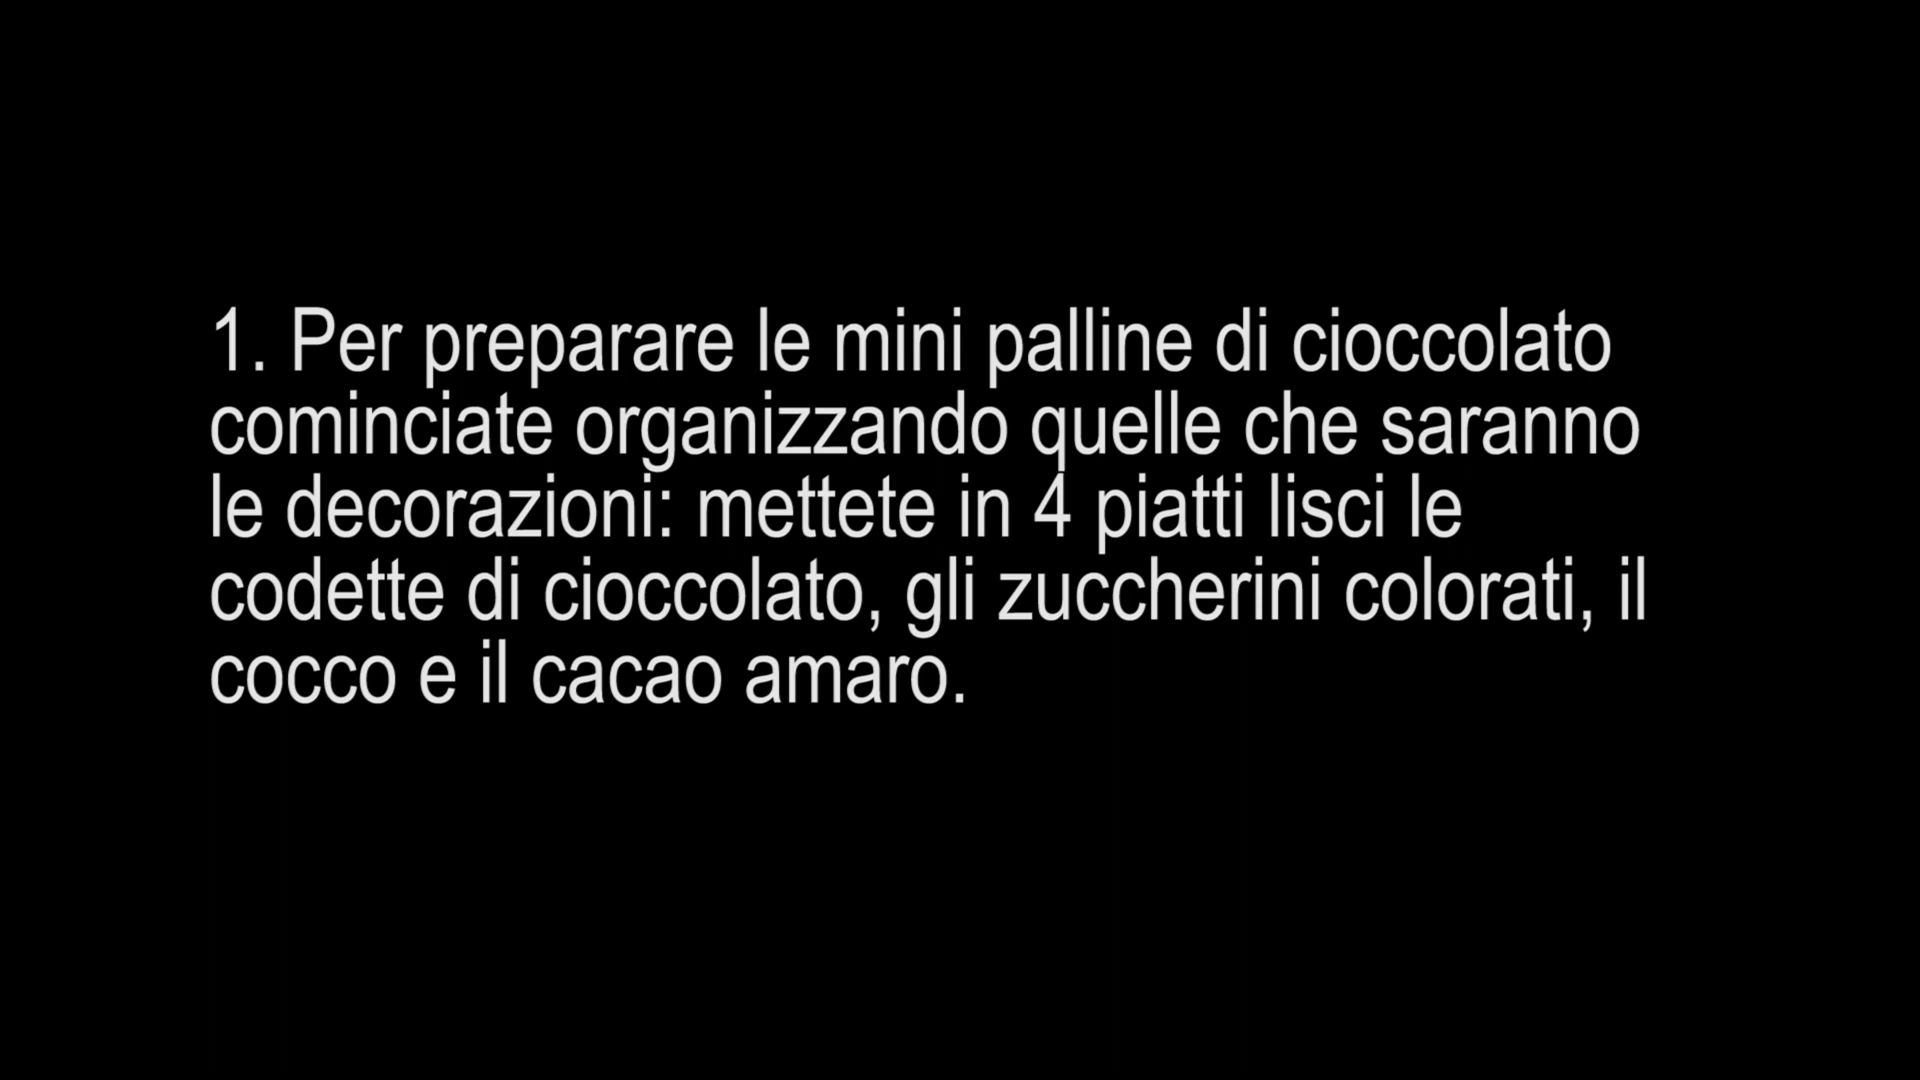 1. Per preparare le mini palline di cioccolato
cominciate organizzando quelle che saranno
le decorazioni: mettete in 4 piatti lisci le
codette di cioccolato, gli zuccherini colorati, il
cocco e il cacao amaro.